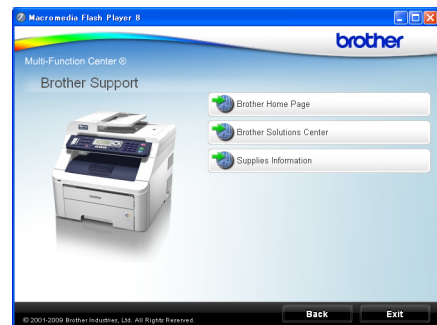 Macromedia Flash Player 8
brother
Multi-Function Center ®
Brother Support
Brother Home Page
Brother Solutions Center
Supplies Information
Back
Exit
© 2001-2009 Brother Industries, Ltd. All Rights Reserved.